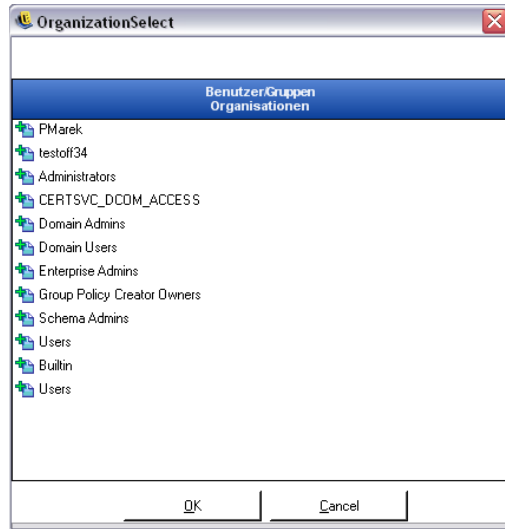 OrganizationSelect
Benutzer/Gruppen
Organisationen
PMarek
testoff34
Administrators
CERTSVC_DCOM_ACCESS
Domain Admins
Domain Users
Enterprise Admins
Group Policy Creator Owners
Schema Admins
Users
Builtin
Users
OK Cancel